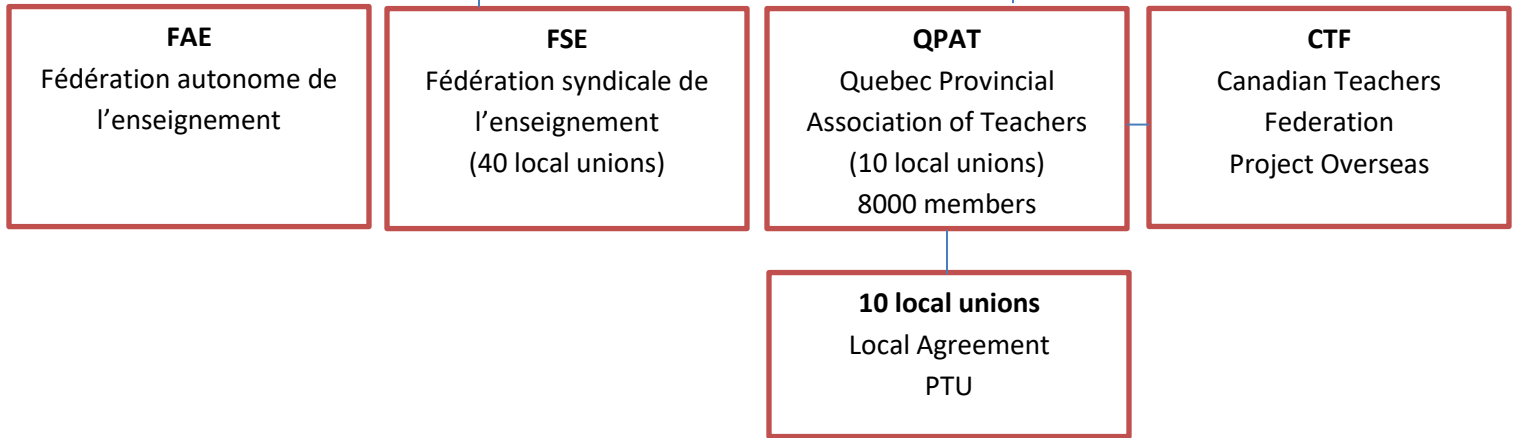 FAE
Fédération autonome de
l’enseignement
FSE
Fédération syndicale de
l’enseignement
(40 local unions)
QPAT
Quebec Provincial
Association of Teachers
(10 local unions)
8000 members
CTF
Canadian Teachers
Federation
Project Overseas
10 local unions
Local Agreement
PTU